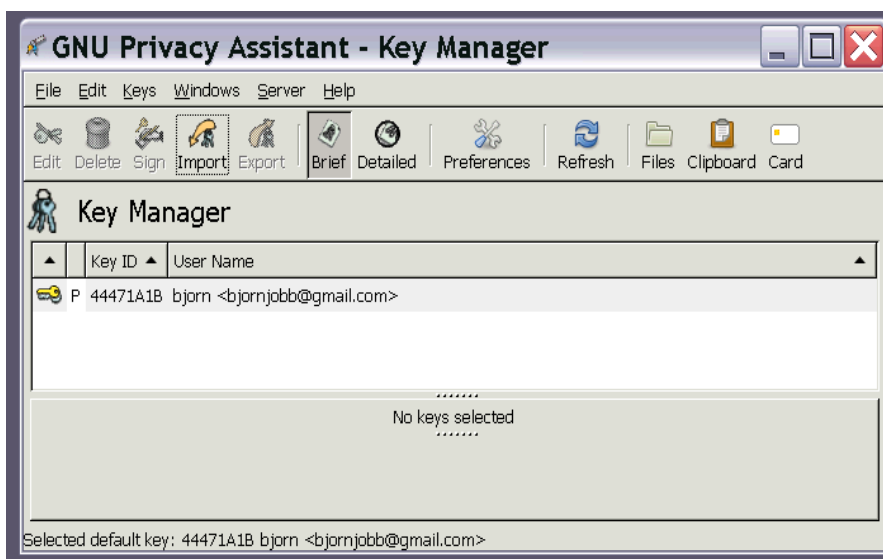 GNU Privacy Assistant - Key Manager
File Edit Keys Windows Server Help
Edit Delete Sign Import Export Brief Detailed Preferences Refresh Files Clipboard Card
Key Manager
Key ID User Name
P 44471A1B bjorn <bjornjobb@gmail.com>
No keys selected
Selected default key: 44471A1B bjorn <bjornjobb@gmail.com>